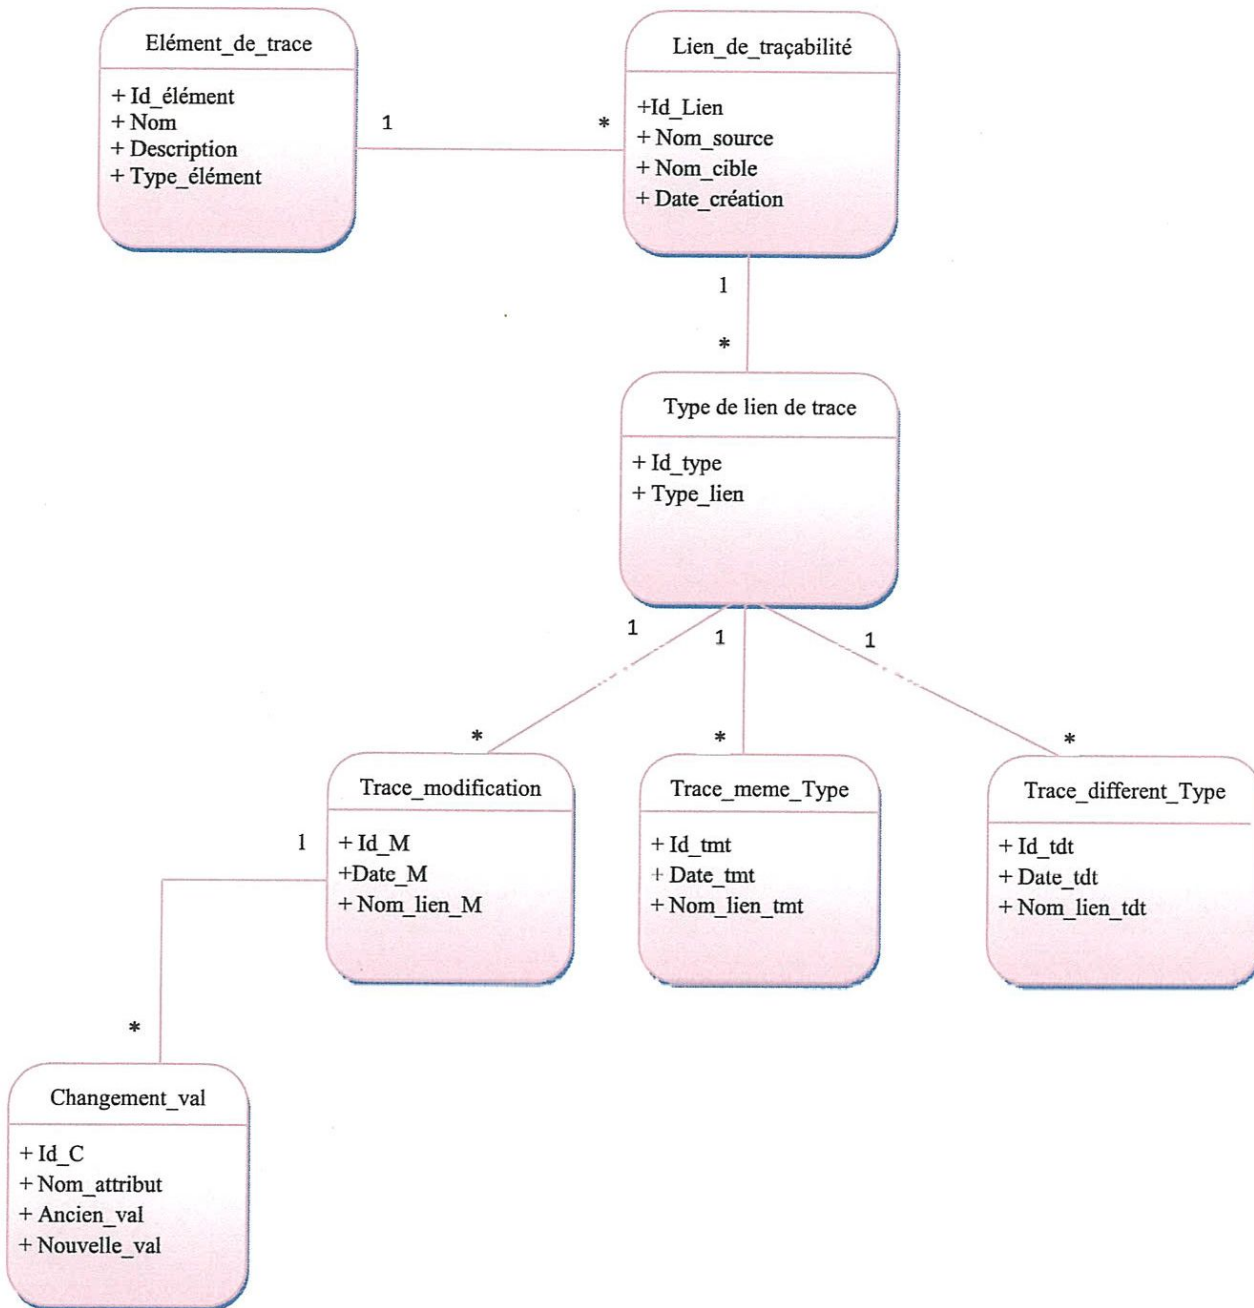 Elément_de_trace
+ Id_élément
+ Nom
+ Description
+ Type_élément
1
*
Lien_de_traçabilité
+Id_Lien
+ Nom_source
+ Nom_cible
+ Date_création
1
*
Type de lien de trace
+ Id_type
+ Type_lien
1
1
1
*
*
*
Trace_modification
+ Id_M
+Date_M
+ Nom_lien_M
Trace_meme_Type
+ Id_tmt
+ Date_tmt
+ Nom_lien_tmt
Trace_different_Type
+ Id_tdt
+ Date_tdt
+ Nom_lien_tdt
1
*
Changement_val
+ Id_C
+ Nom_attribut
+ Ancien_val
+ Nouvelle_val